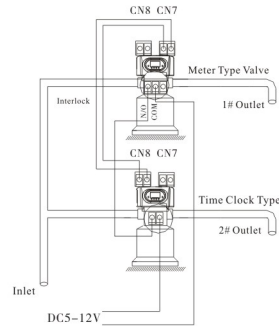 CN8 CN7
Meter Type Valve
Interlock
N/O
COM
1# Outlet
CN8 CN7
Time Clock Type
2# Outlet
Inlet
DC5-12V